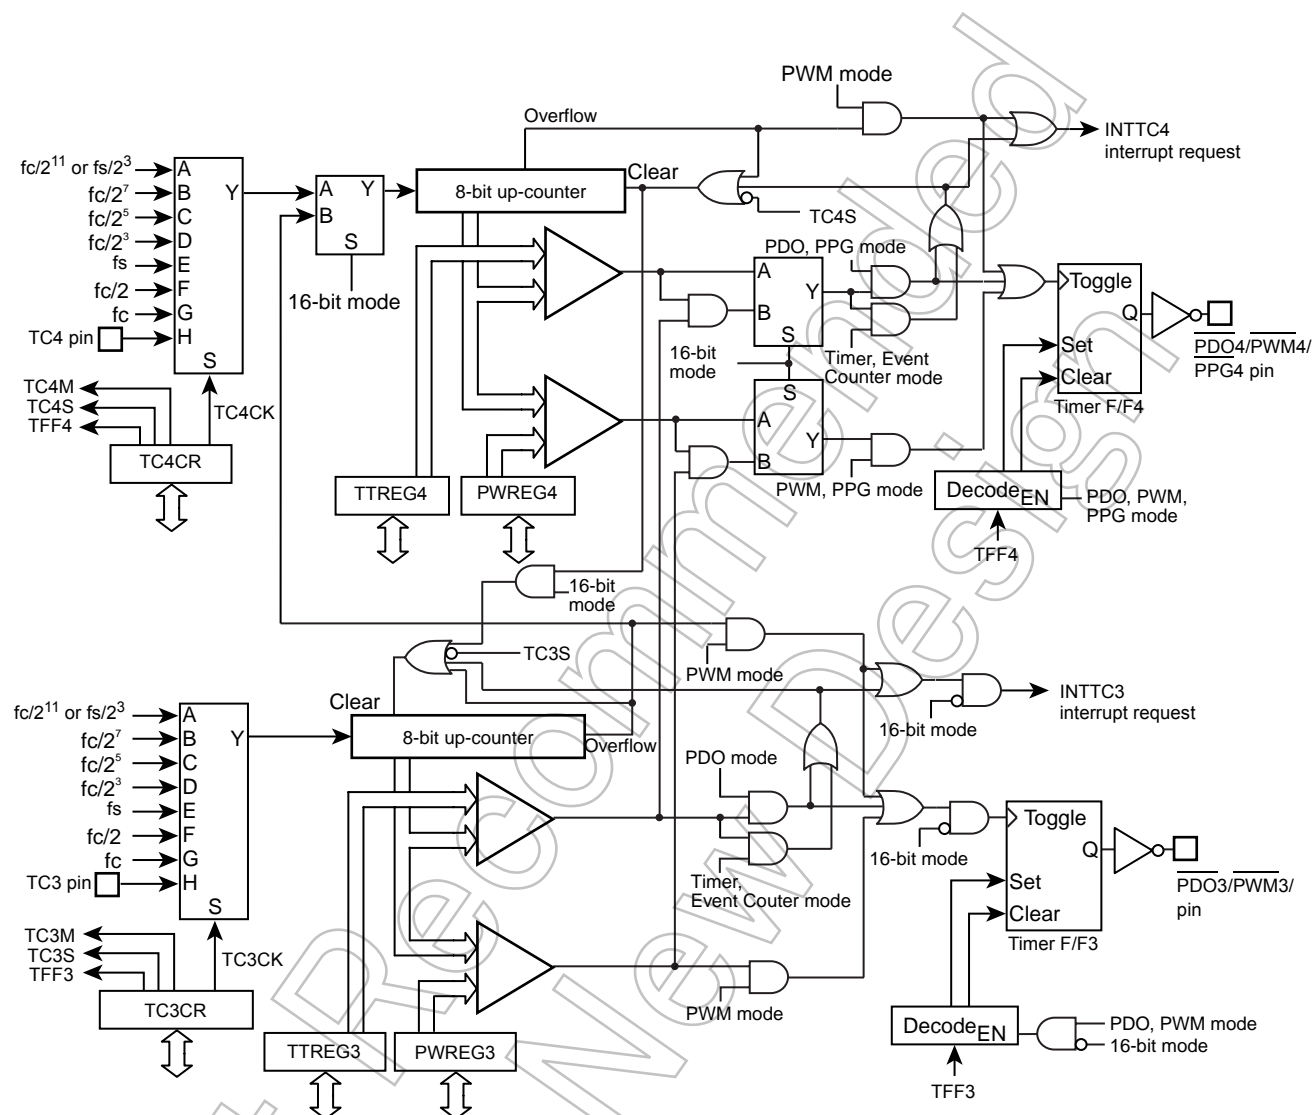 PWM mode
Overflow
INTTC4
interrupt request
fc/2¹¹ or fs/2³
fc/2⁷
fc/2⁵
fc/2³
fs
fc/2
fc
TC4 pin
A
B
C
D
E
F
G
H
Y
S
A
B
Y
S
16-bit mode
8-bit up-counter
Clear
TC4S
PDO, PPG mode
A
B
Y
S
16-bit
mode
Timer, Event
Counter mode
S
A
B
Y
PWM, PPG mode
Toggle
Q
Set
Clear
Timer F/F4
PDO4/PWM4/
PPG4 pin
TC4M
TC4S
TFF4
TC4CK
TC4CR
TTREG4
PWREG4
Decode EN
PDO, PWM,
PPG mode
TFF4
16-bit
mode
TC3S
PWM mode
INTTC3
interrupt request
16-bit mode
Clear
8-bit up-counter
Overflow
fc/2¹¹ or fs/2³
fc/2⁷
fc/2⁵
fc/2³
fs
fc/2
fc
TC3 pin
A
B
C
D
E
F
G
H
Y
S
PDO mode
Timer,
Event Couter mode
16-bit mode
Toggle
Q
Set
Clear
Timer F/F3
PDO3/PWM3/
pin
TC3M
TC3S
TFF3
TC3CK
TC3CR
TTREG3
PWREG3
PWM mode
Decode EN
PDO, PWM mode
16-bit mode
TFF3
Recommended
New Design